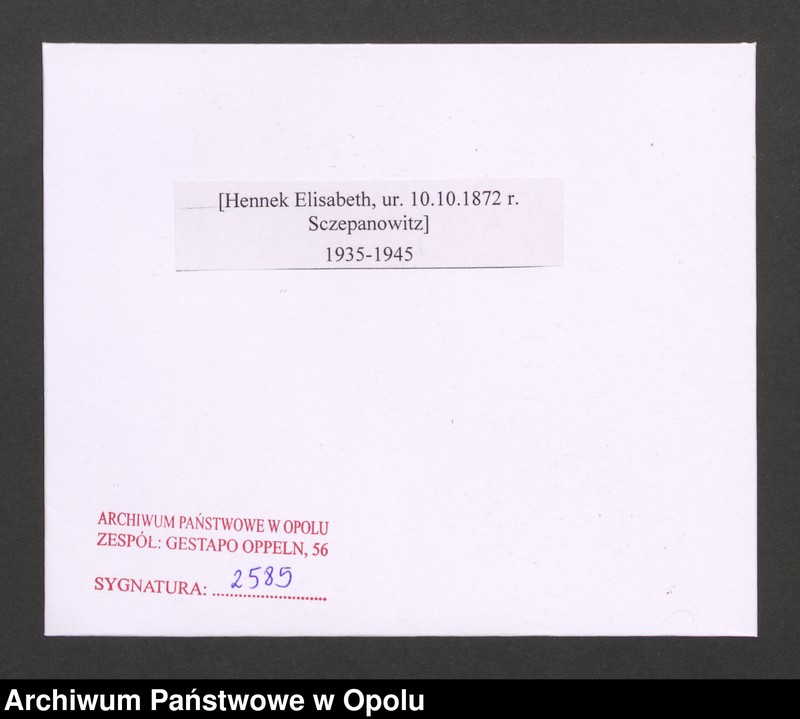 [Hennek Elisabeth, ur. 10.10.1872 r.
Sczepanowitz]
1935-1945
ARCHIWUM PAŃSTWOWE W OPOLU
ZESPÓŁ: GESTAPO OPPELN, 56
SYGNATURA: 2585
Archiwum Państwowe w Opolu